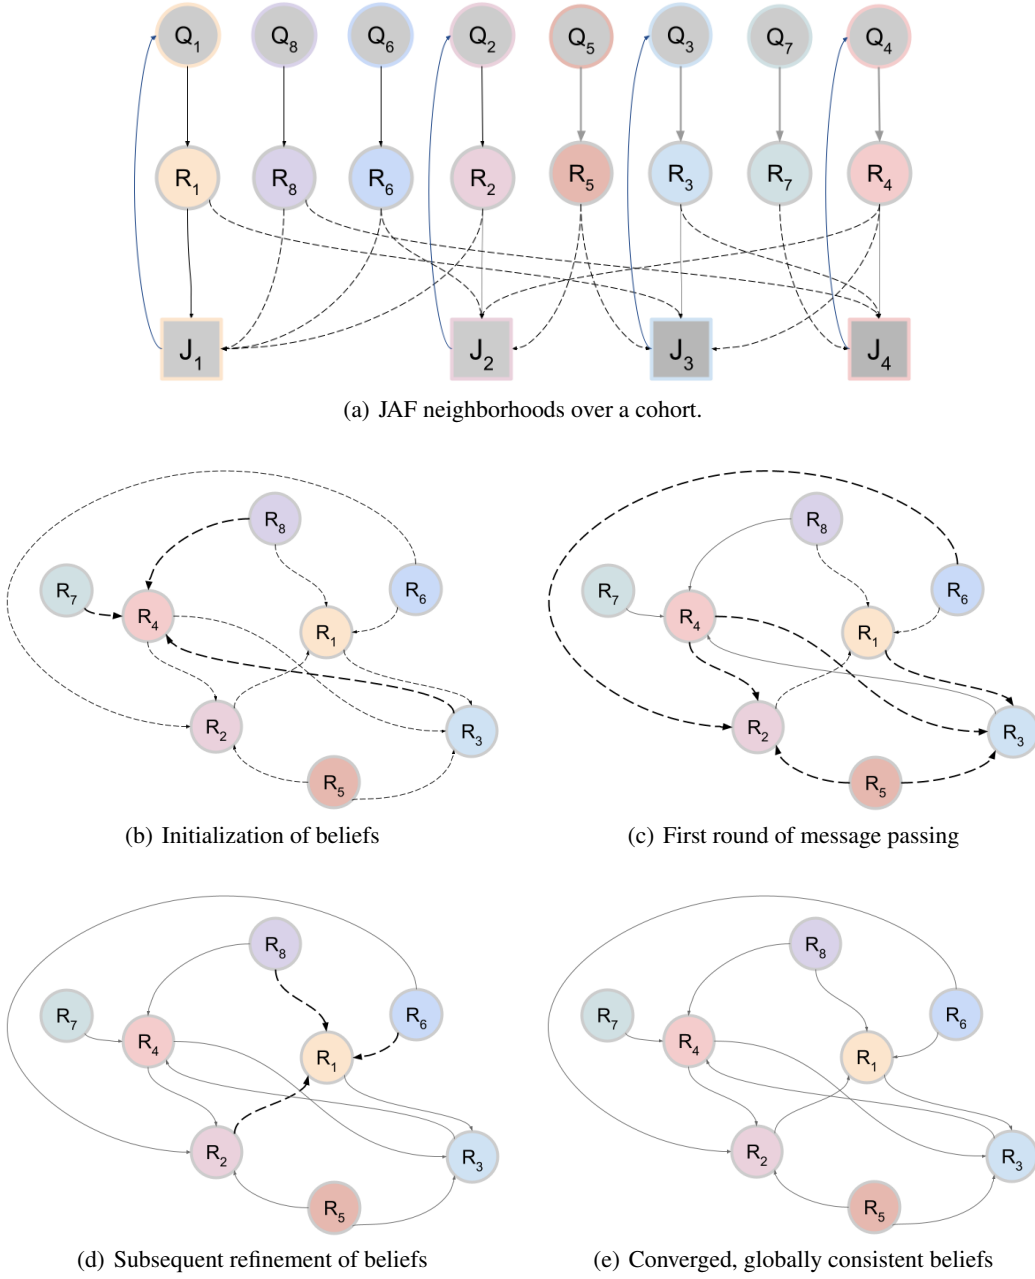 Q1 Q8 Q6 Q2 Q5 Q3 Q7 Q4
R1 R8 R6 R2 R5 R3 R7 R4
J1 J2 J3 J4
(a) JAF neighborhoods over a cohort.
R8 R8
R7 R6 R7 R6
R4 R1 R4 R1
R2 R3 R2 R3
R5 R5
(b) Initialization of beliefs (c) First round of message passing
R8 R8
R7 R6 R7 R6
R4 R1 R4 R1
R2 R3 R2 R3
R5 R5
(d) Subsequent refinement of beliefs (e) Converged, globally consistent beliefs